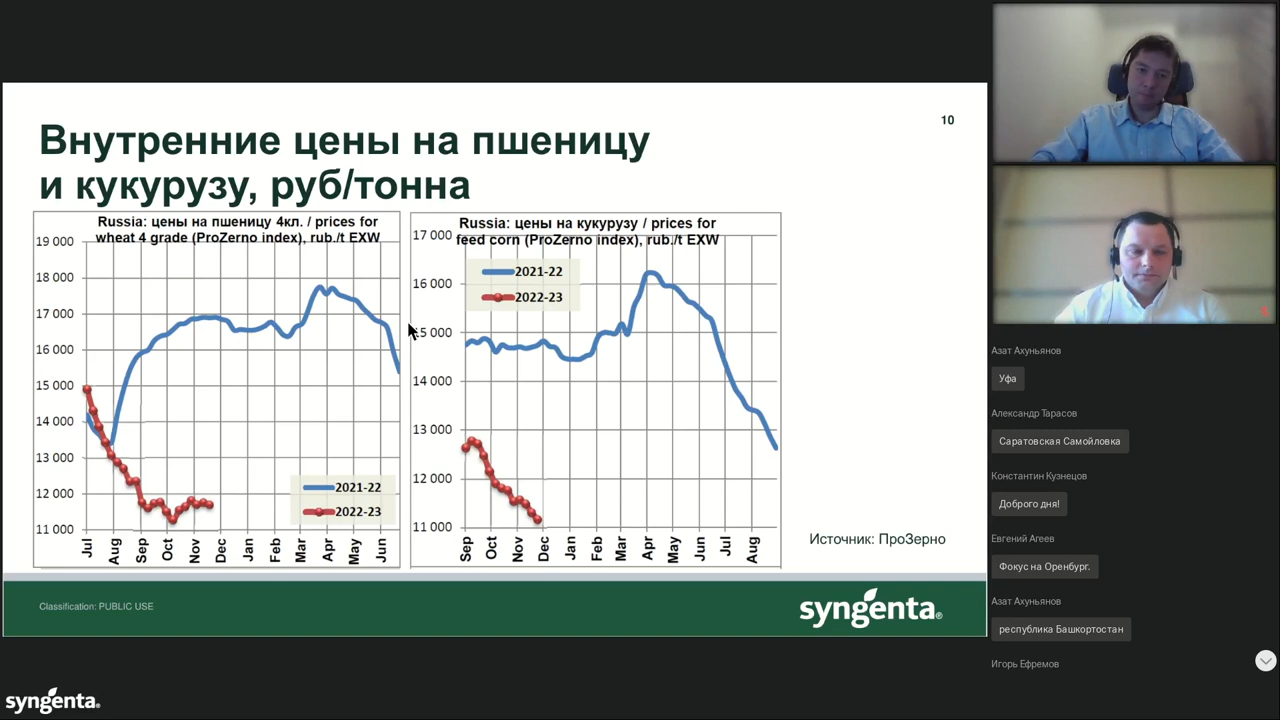 10
Внутренние цены на пшеницу
и кукурузу, руб/тонна
Russia: цены на пшеницу 4кл. / prices for
wheat 4 grade (ProZerno index), rub./t EXW
19 000
18 000
17 000
16 000
15 000
14 000
13 000
12 000
11 000
2021-22
2022-23
Jul
Aug
Sep
Oct
Nov
Dec
Jan
Feb
Mar
Apr
May
Jun
Russia: цены на кукурузу / prices for
feed corn (ProZerno index), rub./t EXW
17 000
16 000
15 000
14 000
13 000
12 000
11 000
2021-22
2022-23
Sep
Oct
Nov
Dec
Jan
Feb
Mar
Apr
May
Jun
Jul
Aug
Источник: ПроЗерно
Classification: PUBLIC USE
syngenta®
syngenta®
Азат Ахуньянов
Уфа
Александр Тарасов
Саратовская Самойловка
Константин Кузнецов
Доброго дня!
Евгений Агеев
Фокус на Оренбург.
Азат Ахуньянов
республика Башкортостан
Игорь Ефремов